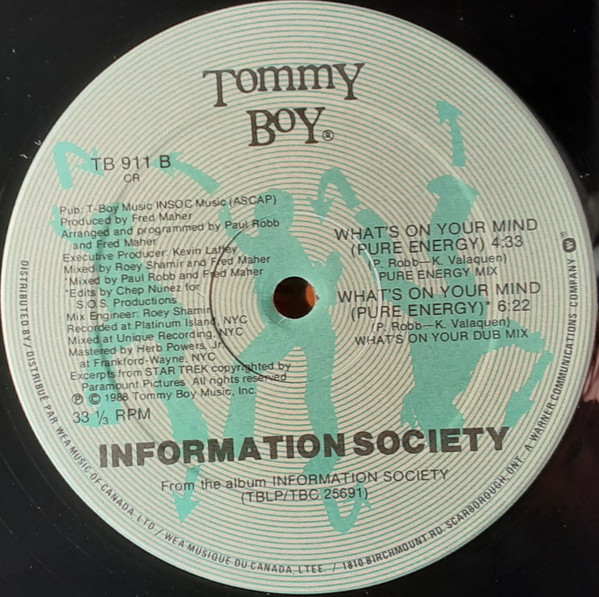 TOMMY
BOY®
TB 911 B
CR
Pub: T-Boy Music INSOC Music (ASCAP)
Produced by Fred Maher
Arranged and programmed by Paul Robb
and Fred Maher
Executive Producer: Kevin Laffey
Mixed by Roey Shamir and Fred Maher
*Mixed by Paul Robb and Fred Maher
*Edits by Chep Nunez for
S.O.S. Productions
Mix Engineer: Roey Shamir
Recorded at Platinum Island, NYC
Mixed at Unique Recording, NYC
Mastered by Herb Powers, Jr.
at Frankford-Wayne, NYC
Excerpts from STAR TREK copyrighted by
Paramount Pictures. All rights reserved
℗ © 1988 Tommy Boy Music, Inc.
33 ⅓ RPM
WHAT'S ON YOUR MIND
(PURE ENERGY) 4:33
(P. Robb—K. Valaquen)
PURE ENERGY MIX
WHAT'S ON YOUR MIND
(PURE ENERGY)* 6:22
(P. Robb—K. Valaquen)
WHAT'S ON YOUR DUB MIX
INFORMATION SOCIETY
From the album INFORMATION SOCIETY
(TBLP/TBC 25691)
DISTRIBUTED BY / DISTRIBUÉ PAR WEA MUSIC OF CANADA, LTD. / WEA MUSIQUE DU CANADA, LTEE. / 1810 BIRCHMOUNT RD. SCARBOROUGH, ONT. A WARNER COMMUNICATIONS COMPANY